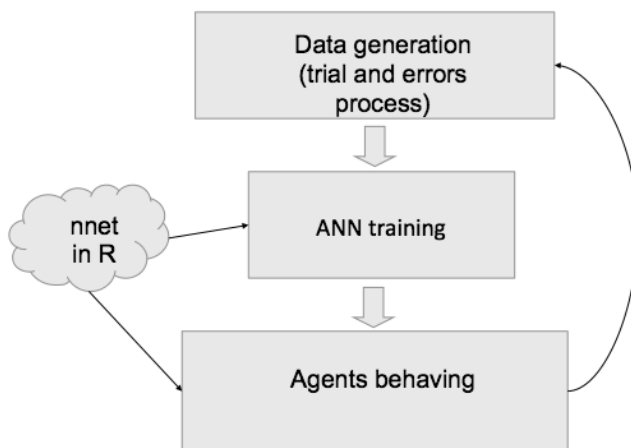 Data generation
(trial and errors
process)
nnet
in R
ANN training
Agents behaving